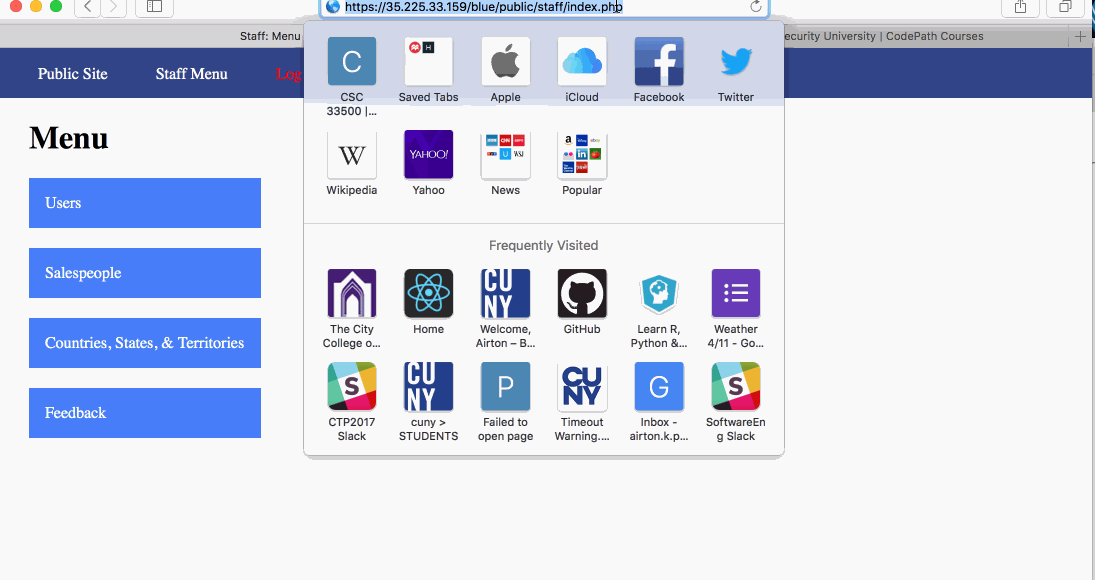 https://35.225.33.159/blue/public/staff/index.php
Staff: Menu
ecurity University | CodePath Courses
Public Site
Staff Menu
Log
Menu
Users
Salespeople
Countries, States, & Territories
Feedback
C
CSC
33500 |...
Saved Tabs
Apple
iCloud
Facebook
Twitter
W
Wikipedia
YAHOO!
Yahoo
News
Popular
Frequently Visited
The City
College o...
Home
CU
NY
Welcome,
Airton – B...
GitHub
Learn R,
Python &...
Weather
4/11 - Go...
S
CTP2017
Slack
CU
NY
cuny >
STUDENTS
P
Failed to
open page
CU
NY
Timeout
Warning....
G
Inbox -
airton.k.p...
S
SoftwareEn
g Slack